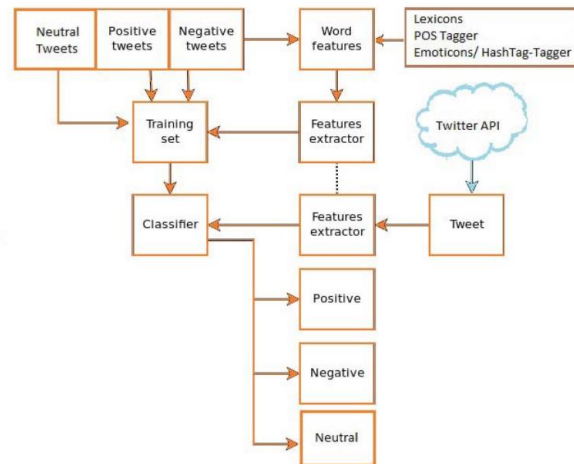 Neutral
Tweets
Positive
tweets
Negative
tweets
Word
features
Lexicons
POS Tagger
Emoticons/ HashTag-Tagger
Training
set
Features
extractor
Twitter API
Classifier
Features
extractor
Tweet
Positive
Negative
Neutral